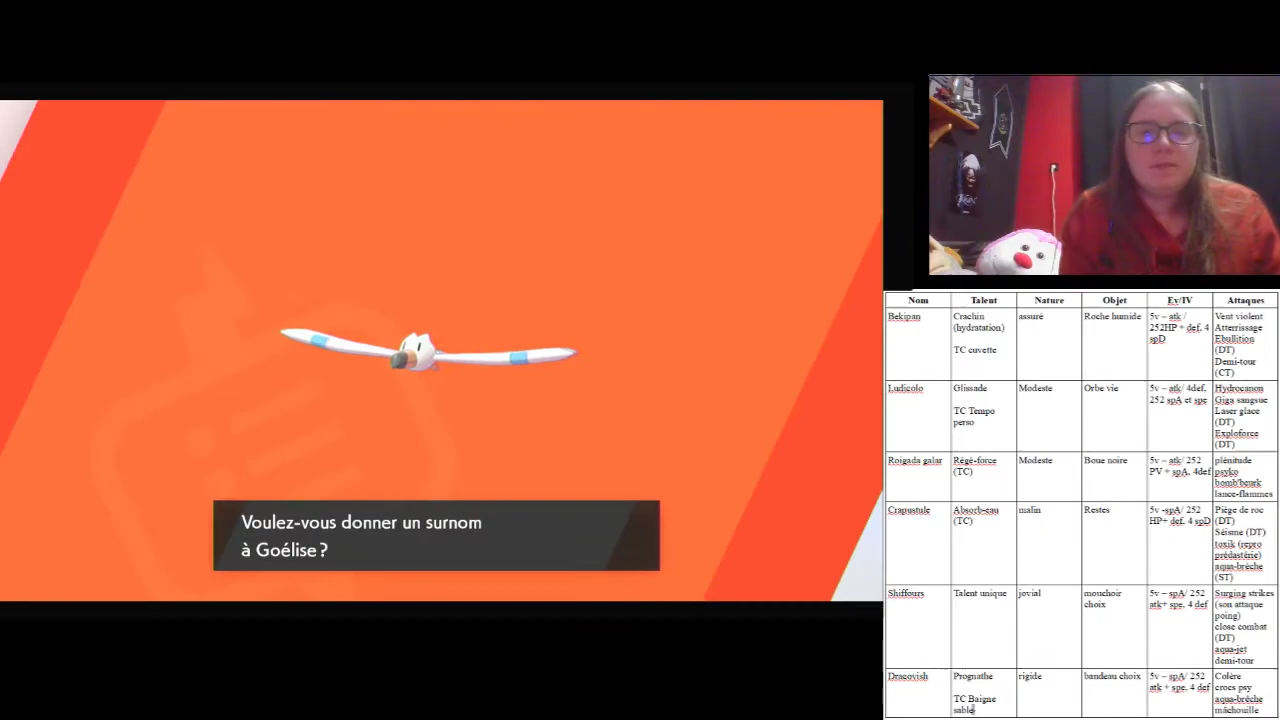 Voulez-vous donner un surnom
à Goélise ?
Nom Talent Nature Objet Ev/IV Attaques
Bekipan
Crachin
(hydratation)
TC cuvette
assuré
Roche humide
5v – atk /
252HP + def. 4
spD
Vent violent
Atterrissage
Ebullition
(DT)
Demi-tour
(CT)
Ludicolo
Glissade
TC Tempo
perso
Modeste
Orbe vie
5v – atk/ 4def,
252 spA et spe
Hydrocanon
Giga sangsue
Laser glace
(DT)
Exploforce
(DT)
Roigada galar
Régé-force
(TC)
Modeste
Boue noire
5v – atk/ 252
PV + spA, 4def
plénitude
psyko
bomb'beurk
lance-flammes
Crapustule
Absorb-eau
(TC)
malin
Restes
5v -spA/ 252
HP+ def. 4 spD
Piège de roc
(DT)
Séisme (DT)
toxik (repro
prédastérie)
aqua-brèche
(ST)
Shiffours
Talent unique
jovial
mouchoir
choix
5v – spA/ 252
atk+ spe, 4 def
Surging strikes
(son attaque
poing)
close combat
(DT)
aqua-jet
demi-tour
Dracovish
Prognathe
TC Baigne
sable
rigide
bandeau choix
5v – spA/ 252
atk + spe, 4 def
Colère
crocs psy
aqua-brêche
mâchouille